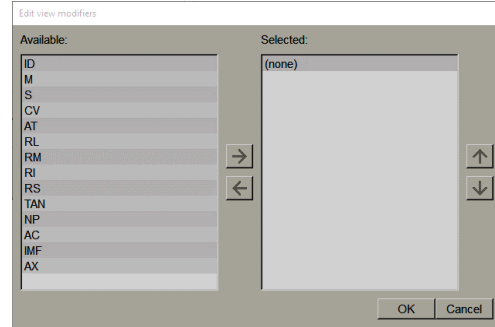 Edit view modifiers
Available:
Selected:
ID
M
S
CV
AT
RL
RM
RI
RS
TAN
NP
AC
IMF
AX
(none)
OK
Cancel